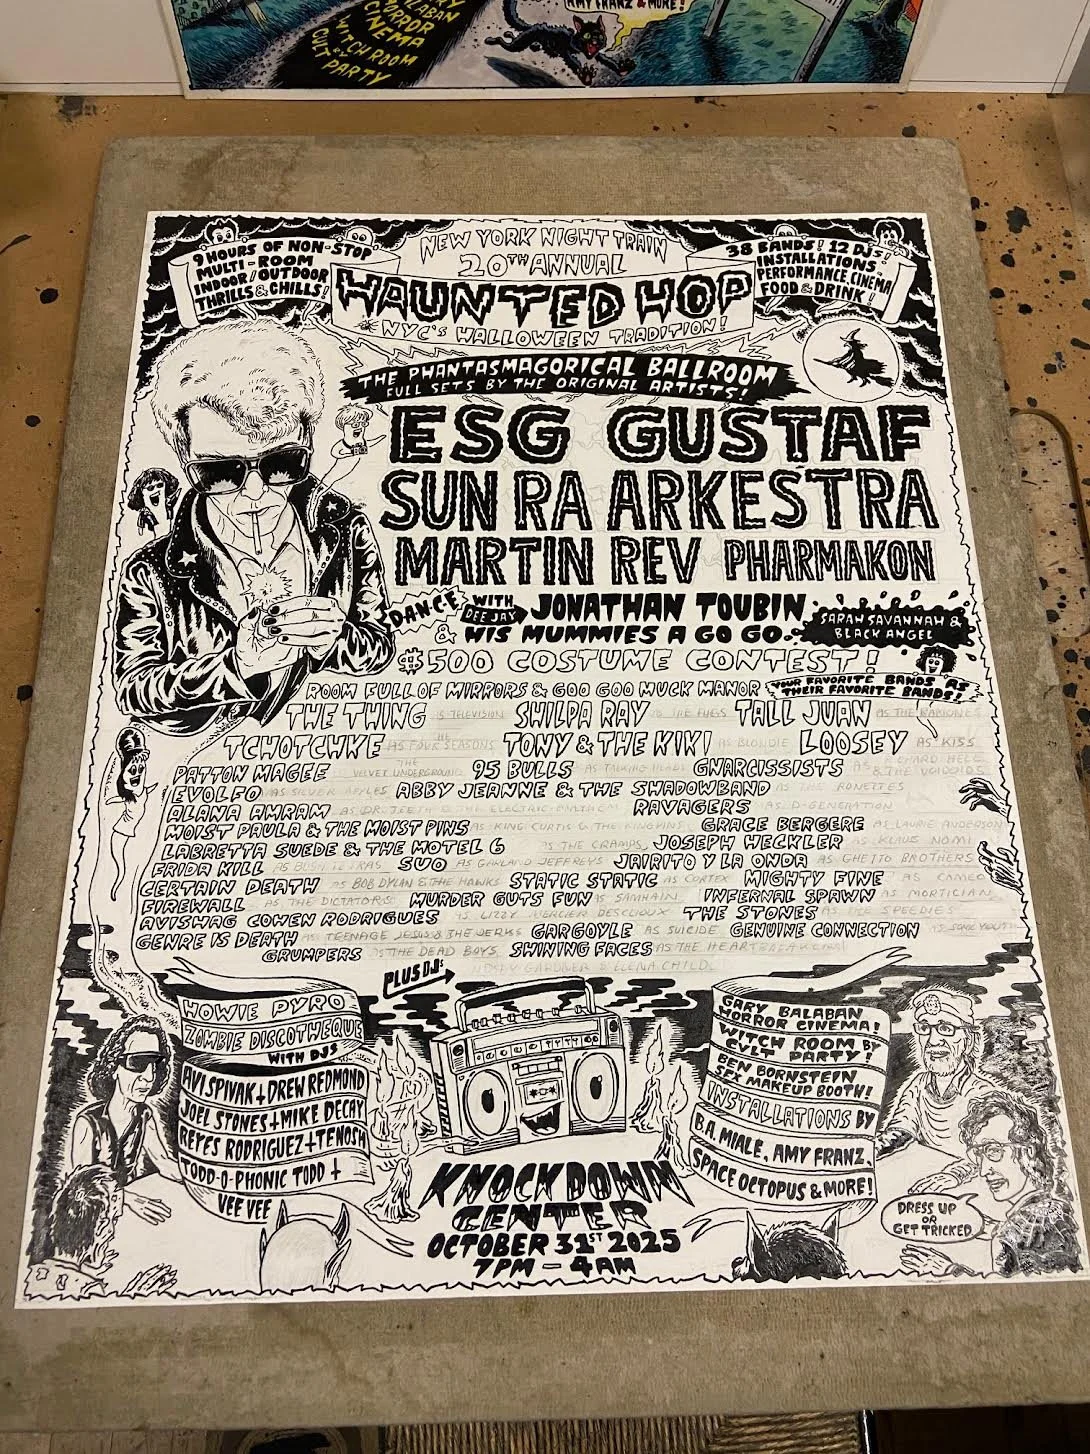 HORROR
CINEMA
WITCH ROOM
CULT PARTY
AMY FRANZ & MORE!
9 HOURS OF NON-STOP
MULTI-ROOM
INDOOR/OUTDOOR
THRILLS & CHILLS!
NEW YORK NIGHT TRAIN
20TH ANNUAL
HAUNTED HOP
NYC'S HALLOWEEN TRADITION!
38 BANDS! 12 DJS!
INSTALLATIONS
PERFORMANCE CINEMA
FOOD & DRINK!
THE PHANTASMAGORICAL BALLROOM
FULL SETS BY THE ORIGINAL ARTISTS!
ESG GUSTAF
SUN RA ARKESTRA
MARTIN REV PHARMAKON
DANCE WITH DEEJAY JONATHAN TOUBIN
& HIS MUMMIES A GO GO
SARAH SAVANNAH &
BLACK ANGEL
$500 COSTUME CONTEST!
ROOM FULL OF MIRRORS & GOO GOO MUCK MANOR
YOUR FAVORITE BANDS AS
THEIR FAVORITE BANDS!
THE THING AS TELEVISION SHILPA RAY AS THE FUGS TALL JUAN AS THE RAMONES
TCHOTCHKE AS THE FOUR SEASONS TONY & THE KIKI AS BLONDIE LOOSEY AS KISS
PATTON MAGEE THE VELVET UNDERGROUND 95 BULLS AS TALKING HEADS GNARCISSISTS AS RICHARD HELL & THE VOIDOIDS
EVOLFO AS SILVER APPLES ABBY JEANNE & THE SHADOWBAND AS THE RONETTES
ALANA AMRAM AS DR. TEETH & THE ELECTRIC MAYHEM RAVAGERS AS D-GENERATION
MOIST PAULA & THE MOIST PINS AS KING CURTIS & THE KINGPINS GRACE BERGERE AS LAURIE ANDERSON
LABRETTA SUEDE & THE MOTEL 6 AS THE CRAMPS JOSEPH HECKLER AS KLAUS NOMI
FRIDA KILL AS BUSH TETRAS SUO AS GARLAND JEFFREYS JAIRITO Y LA ONDA AS GHETTO BROTHERS
CERTAIN DEATH AS BOB DYLAN & THE HAWKS STATIC STATIC AS CORTEX MIGHTY FINE AS CAMEO
FIREWALL AS THE DICTATORS MURDER GUTS FUN AS SAMHAIN INFERNAL SPAWN AS MORTICIAN
AVISHAG COHEN RODRIGUES AS LIZZY MERCIER DESCLOUX THE STONES AS THE SPEEDIES
GENRE IS DEATH AS TEENAGE JESUS & THE JERKS GARGOYLE AS SUICIDE GENUINE CONNECTION AS SONIC YOUTH
GRUMPERS AS THE DEAD BOYS SHINING FACES AS THE HEARTBREAKERS
GARDNER & ELENA CHILDS
PLUS DJS
HOWIE PYRO
ZOMBIE DISCOTHEQUE
WITH DJS
AVI SPIVAK + DREW REDMOND
JOEL STONES + MIKE DECAY
REYES RODRIGUEZ + TENOSH
TODD-O-PHONIC TODD +
VEE VEE
GARY BALABAN
HORROR CINEMA!
WITCH ROOM BY
CVLT PARTY!
BEN BORNSTEIN
SFX MAKEUP BOOTH!
INSTALLATIONS BY
B.A. MIALE, AMY FRANZ,
SPACE OCTOPUS & MORE!
KNOCKDOWN
CENTER
OCTOBER 31ST 2025
7PM - 4AM
DRESS UP
OR
GET TRICKED